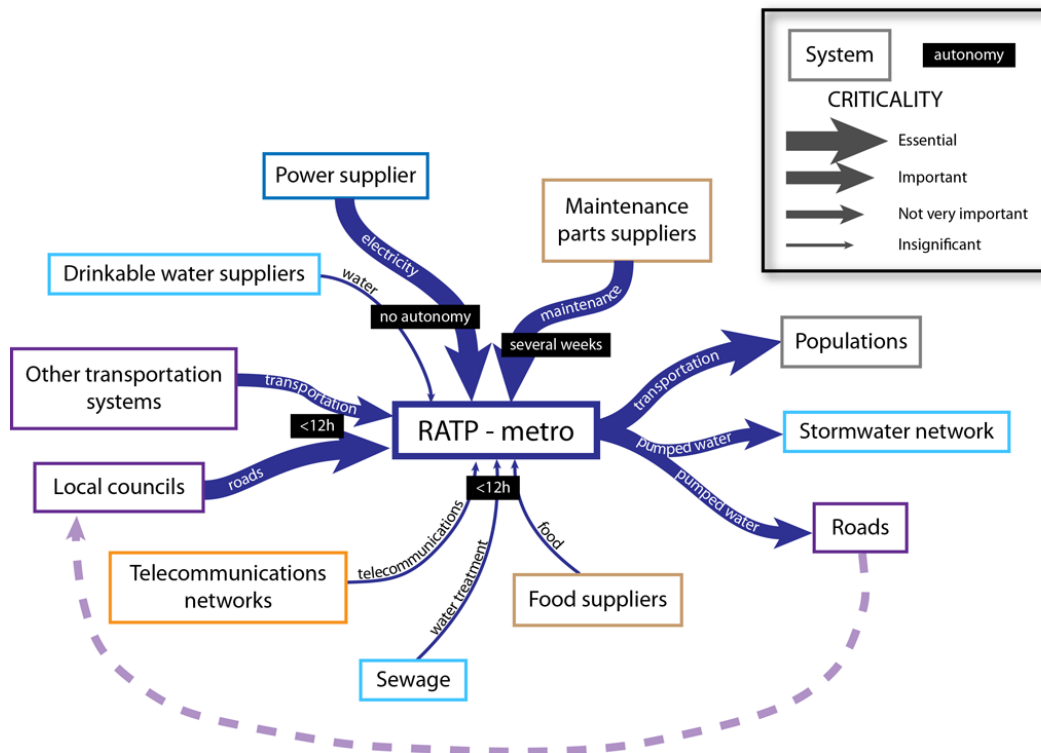 System
autonomy
CRITICALITY
Essential
Important
Not very important
Insignificant
Power supplier
Maintenance
parts suppliers
electricity
Drinkable water suppliers
water
maintenance
no autonomy
several weeks
Populations
transportation
Other transportation
systems
transportation
<12h
RATP - metro
pumped water
Stormwater network
Local councils
roads
<12h
pumped water
Roads
telecommunications
water treatment
food
Telecommunications
networks
Food suppliers
Sewage